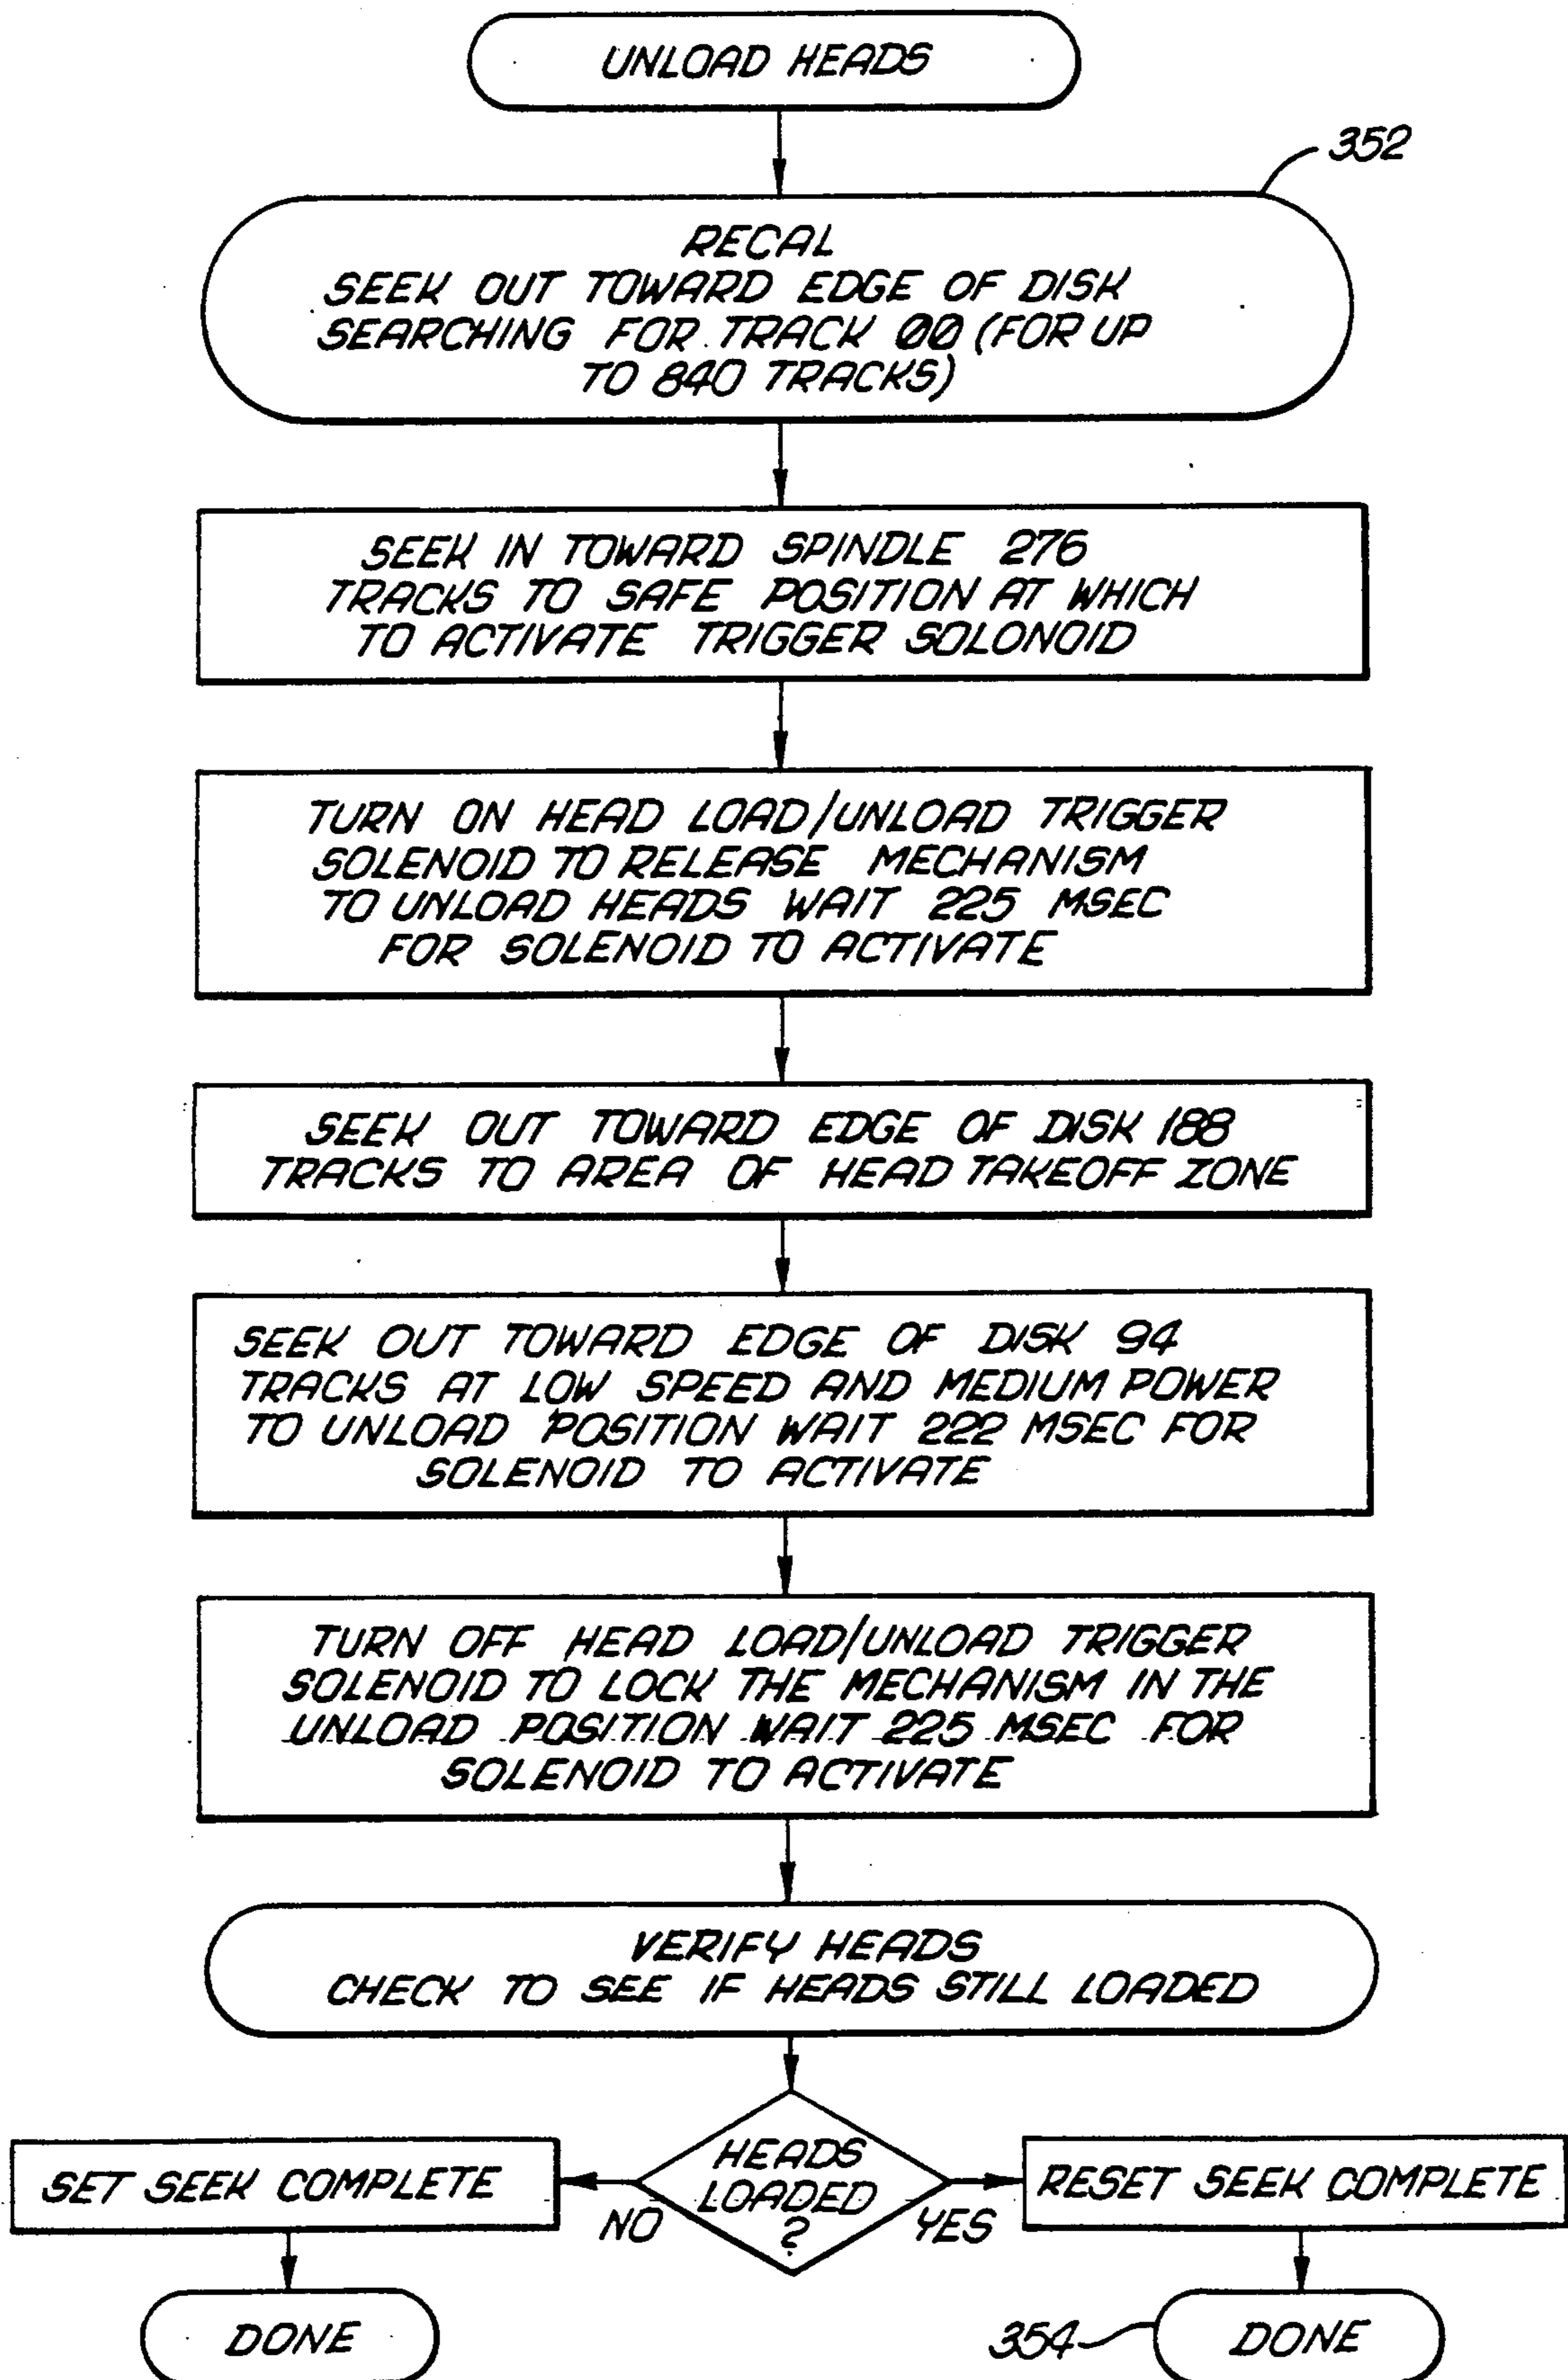 UNLOAD HEADS
352
RECAL
SEEK OUT TOWARD EDGE OF DISK
SEARCHING FOR TRACK 00 (FOR UP
TO 840 TRACKS)
SEEK IN TOWARD SPINDLE 276
TRACKS TO SAFE POSITION AT WHICH
TO ACTIVATE TRIGGER SOLONOID
TURN ON HEAD LOAD/UNLOAD TRIGGER
SOLENOID TO RELEASE MECHANISM
TO UNLOAD HEADS WAIT 225 MSEC
FOR SOLENOID TO ACTIVATE
SEEK OUT TOWARD EDGE OF DISK 188
TRACKS TO AREA OF HEAD TAKEOFF ZONE
SEEK OUT TOWARD EDGE OF DISK 94
TRACKS AT LOW SPEED AND MEDIUM POWER
TO UNLOAD POSITION WAIT 222 MSEC FOR
SOLENOID TO ACTIVATE
TURN OFF HEAD LOAD/UNLOAD TRIGGER
SOLENOID TO LOCK THE MECHANISM IN THE
UNLOAD POSITION WAIT 225 MSEC FOR
SOLENOID TO ACTIVATE
VERIFY HEADS
CHECK TO SEE IF HEADS STILL LOADED
HEADS
LOADED
?
NO
YES
SET SEEK COMPLETE
RESET SEEK COMPLETE
DONE
354
DONE